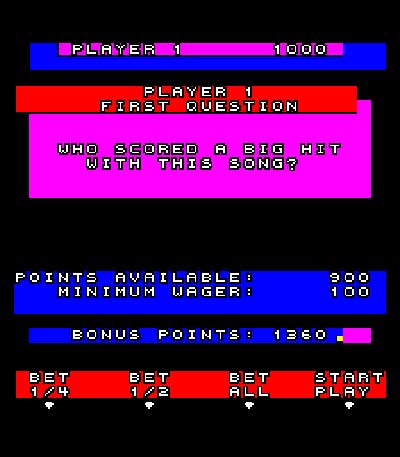 PLAYER 1 1000
PLAYER 1
FIRST QUESTION
WHO SCORED A BIG HIT
WITH THIS SONG?
POINTS AVAILABLE: 900
MINIMUM WAGER: 100
BONUS POINTS: 1360
BET BET BET START
1/4 1/2 ALL PLAY